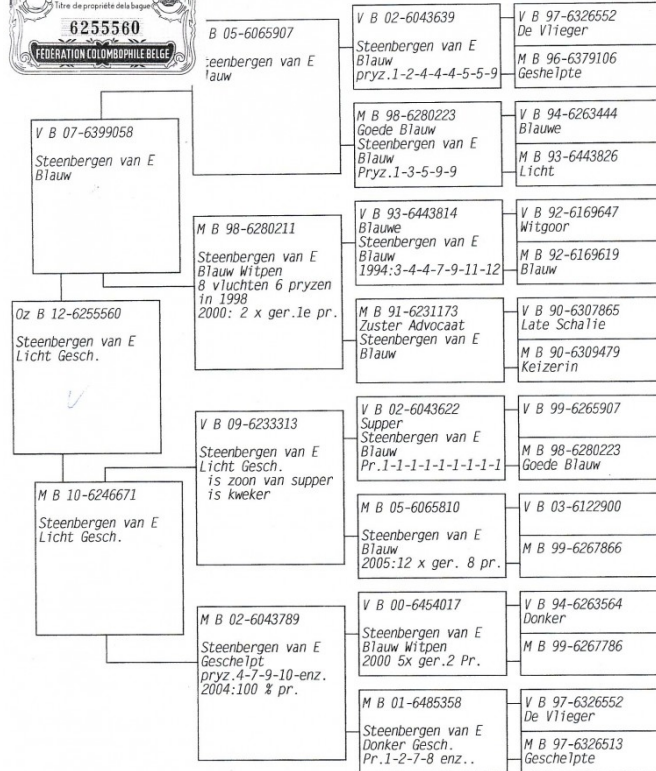 Titre de propriété de la bague
6255560
FEDERATION COLOMBOPHILE BELGE
Oz B 12-6255560
Steenbergen van E
Licht Gesch.
V B 07-6399058
Steenbergen van E
Blauw
M B 10-6246671
Steenbergen van E
Licht Gesch.
B 05-6065907
teenbergen van E
lauw
M B 98-6280211
Steenbergen van E
Blauw Witpen
8 vluchten 6 pryzen
in 1998
2000: 2 x ger.1e pr.
V B 09-6233313
Steenbergen van E
Licht Gesch.
is zoon van supper
is kweker
M B 02-6043789
Steenbergen van E
Geschelpt
pryz.4-7-9-10-enz.
2004:100 % pr.
V B 02-6043639
Steenbergen van E
Blauw
pryz.1-2-4-4-4-5-5-9
M B 98-6280223
Goede Blauw
Steenbergen van E
Blauw
Pryz.1-3-5-9-9
V B 93-6443814
Blauwe
Steenbergen van E
Blauw
1994:3-4-4-7-9-11-12
M B 91-6231173
Zuster Advocaat
Steenbergen van E
Blauw
V B 02-6043622
Supper
Steenbergen van E
Blauw
Pr.1-1-1-1-1-1-1-1-1
M B 05-6065810
Steenbergen van E
Blauw
2005:12 x ger. 8 pr.
V B 00-6454017
Steenbergen van E
Blauw Witpen
2000 5x ger.2 Pr.
M B 01-6485358
Steenbergen van E
Donker Gesch.
Pr.1-2-7-8 enz..
V B 97-6326552
De Vlieger
M B 96-6379106
Geshelpte
V B 94-6263444
Blauwe
M B 93-6443826
Licht
V B 92-6169647
Witgoor
M B 92-6169619
Blauw
V B 90-6307865
Late Schalie
M B 90-6309479
Keizerin
V B 99-6265907
M B 98-6280223
Goede Blauw
V B 03-6122900
M B 99-6267866
V B 94-6263564
Donker
M B 99-6267786
V B 97-6326552
De Vlieger
M B 97-6326513
Geschelpte